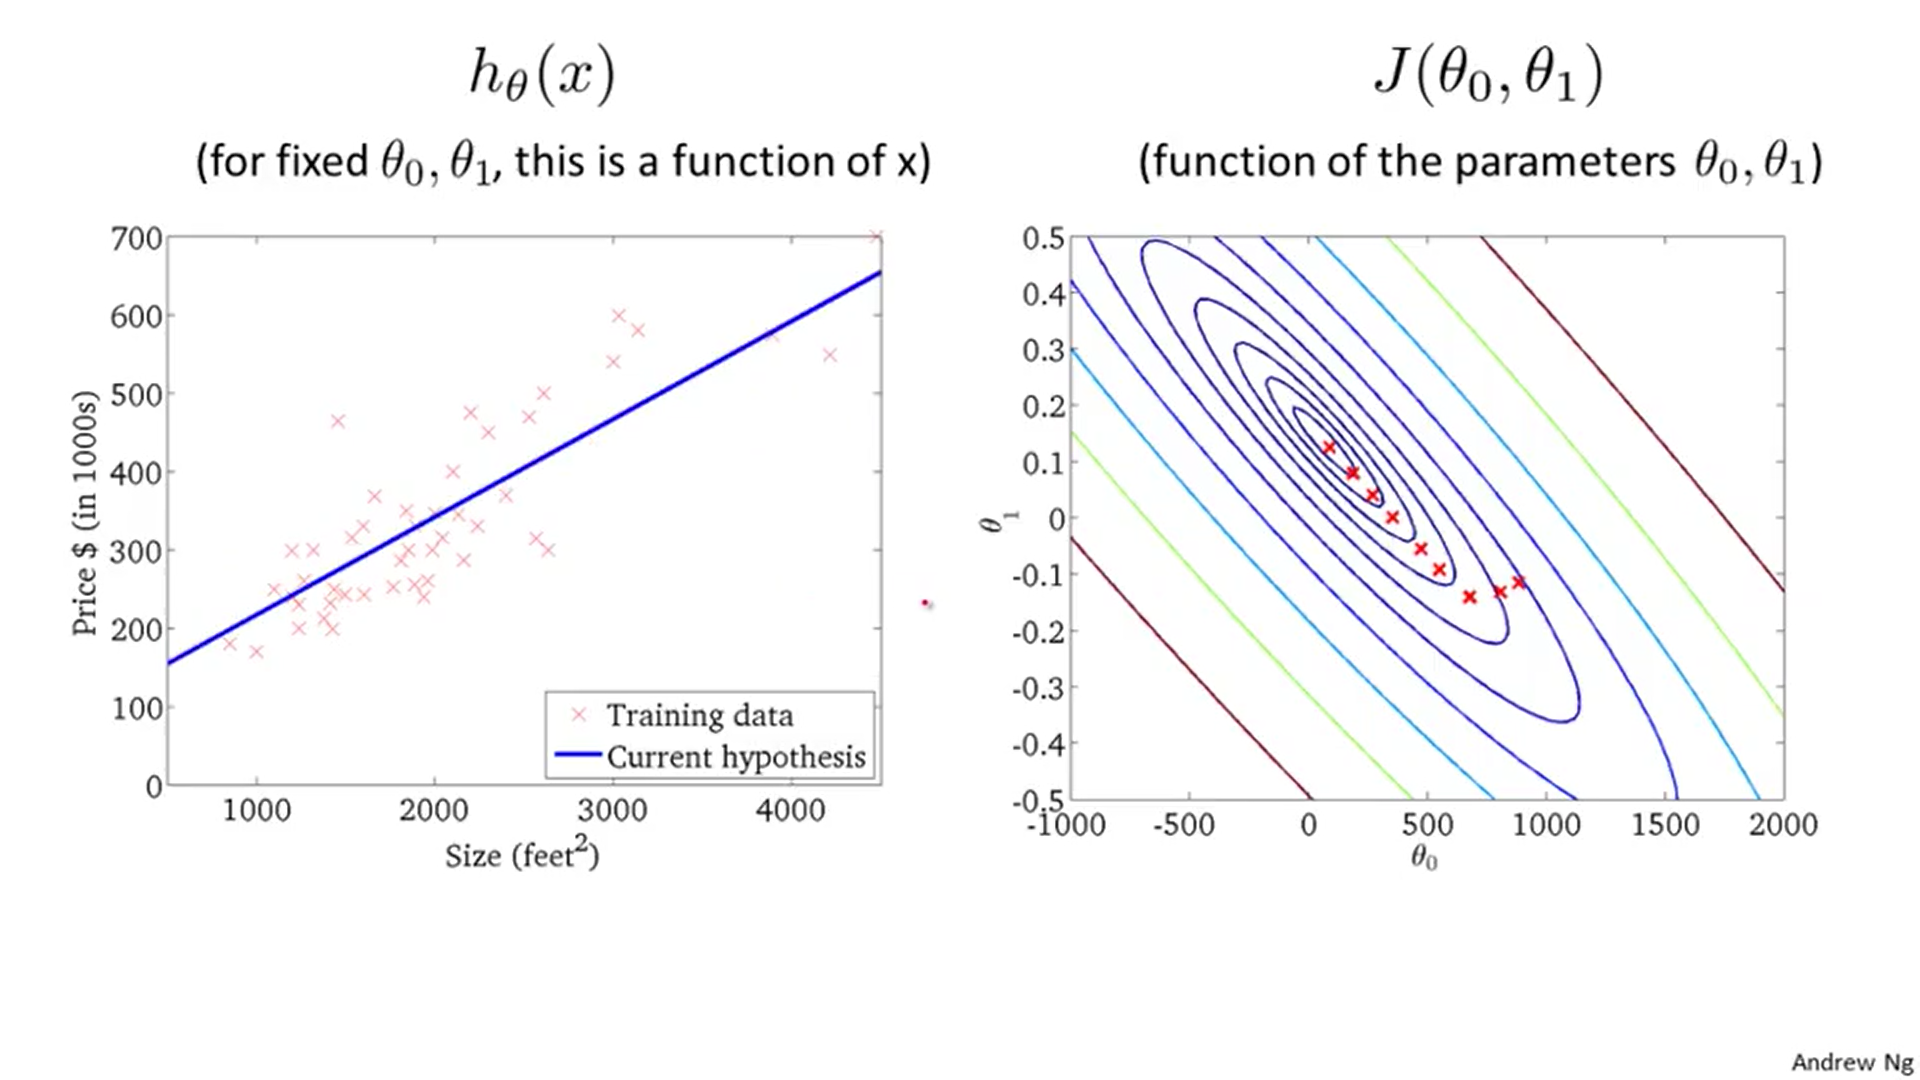 hθ(x)
(for fixed θ0, θ1, this is a function of x)
700
600
500
400
300
200
100
0
Price $ (in 1000s)
1000 2000 3000 4000
Size (feet²)
Training data
Current hypothesis
J(θ0, θ1)
(function of the parameters θ0, θ1)
0.5
0.4
0.3
0.2
0.1
0
-0.1
-0.2
-0.3
-0.4
-0.5
θ1
-1000 -500 0 500 1000 1500 2000
θ0
Andrew Ng